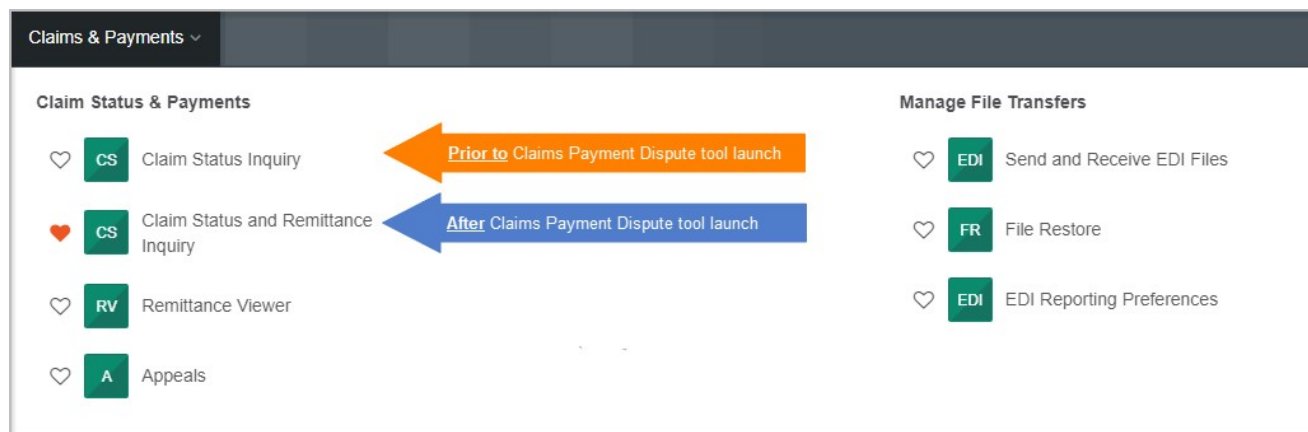 Claims & Payments
Claim Status & Payments
CS Claim Status Inquiry
Prior to Claims Payment Dispute tool launch
CS Claim Status and Remittance
Inquiry
After Claims Payment Dispute tool launch
RV Remittance Viewer
A Appeals
Manage File Transfers
EDI Send and Receive EDI Files
FR File Restore
EDI EDI Reporting Preferences